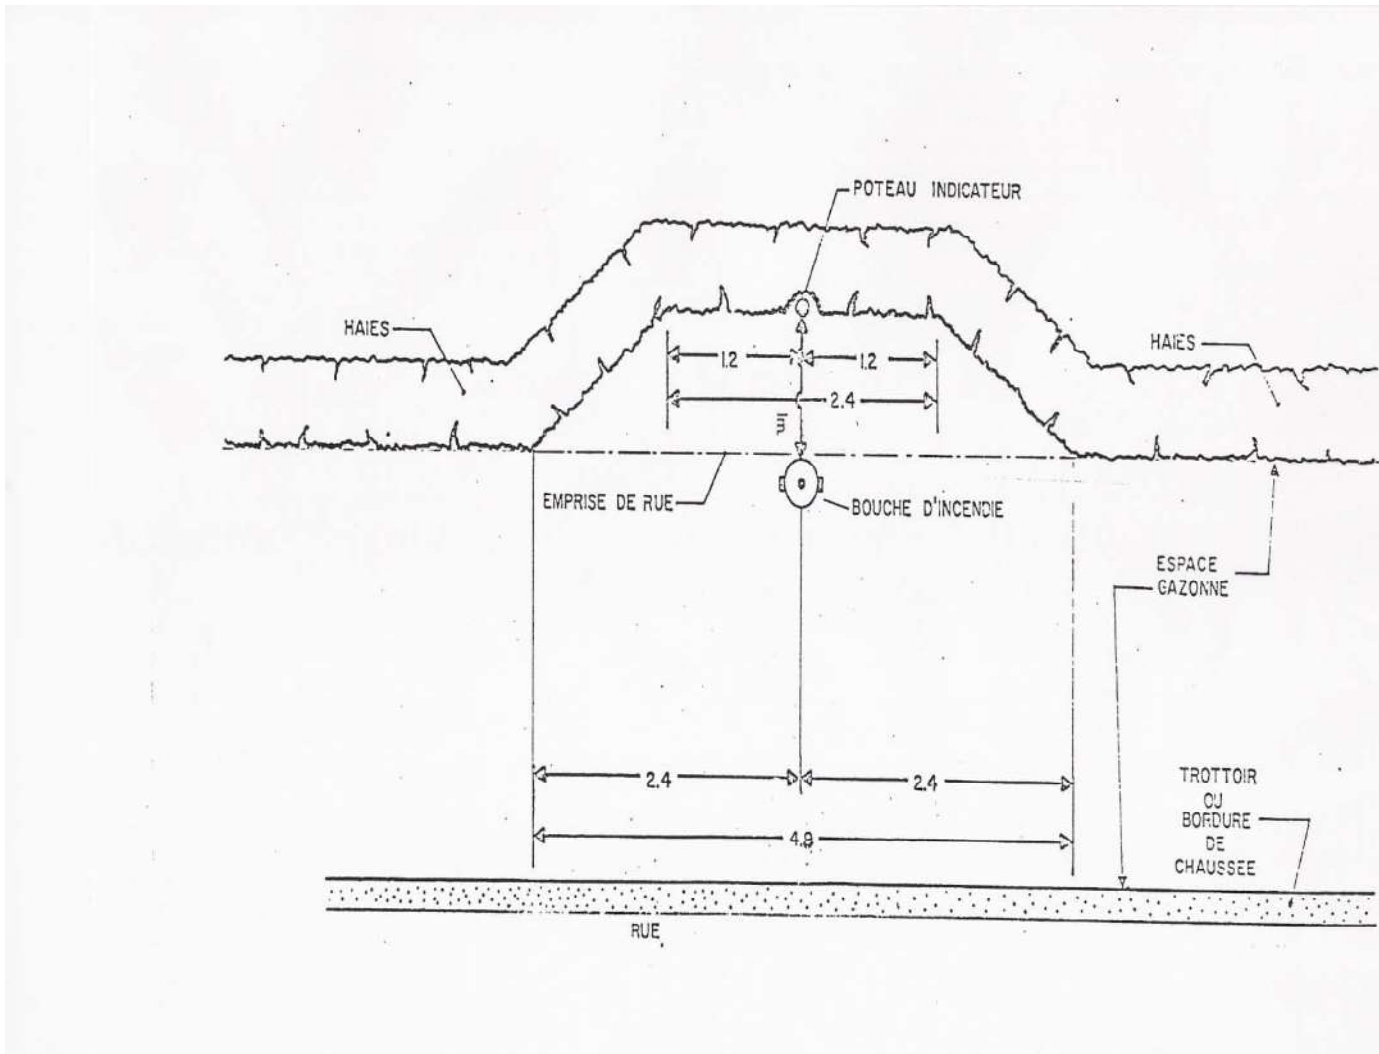 POTEAU INDICATEUR
HAIES
HAIES
1.2
1.2
2.4
EMPRISE DE RUE
BOUCHE D'INCENDIE
ESPACE
GAZONNE
2.4
2.4
4.8
TROTTOIR
OU
BORDURE
DE
CHAUSSEE
RUE